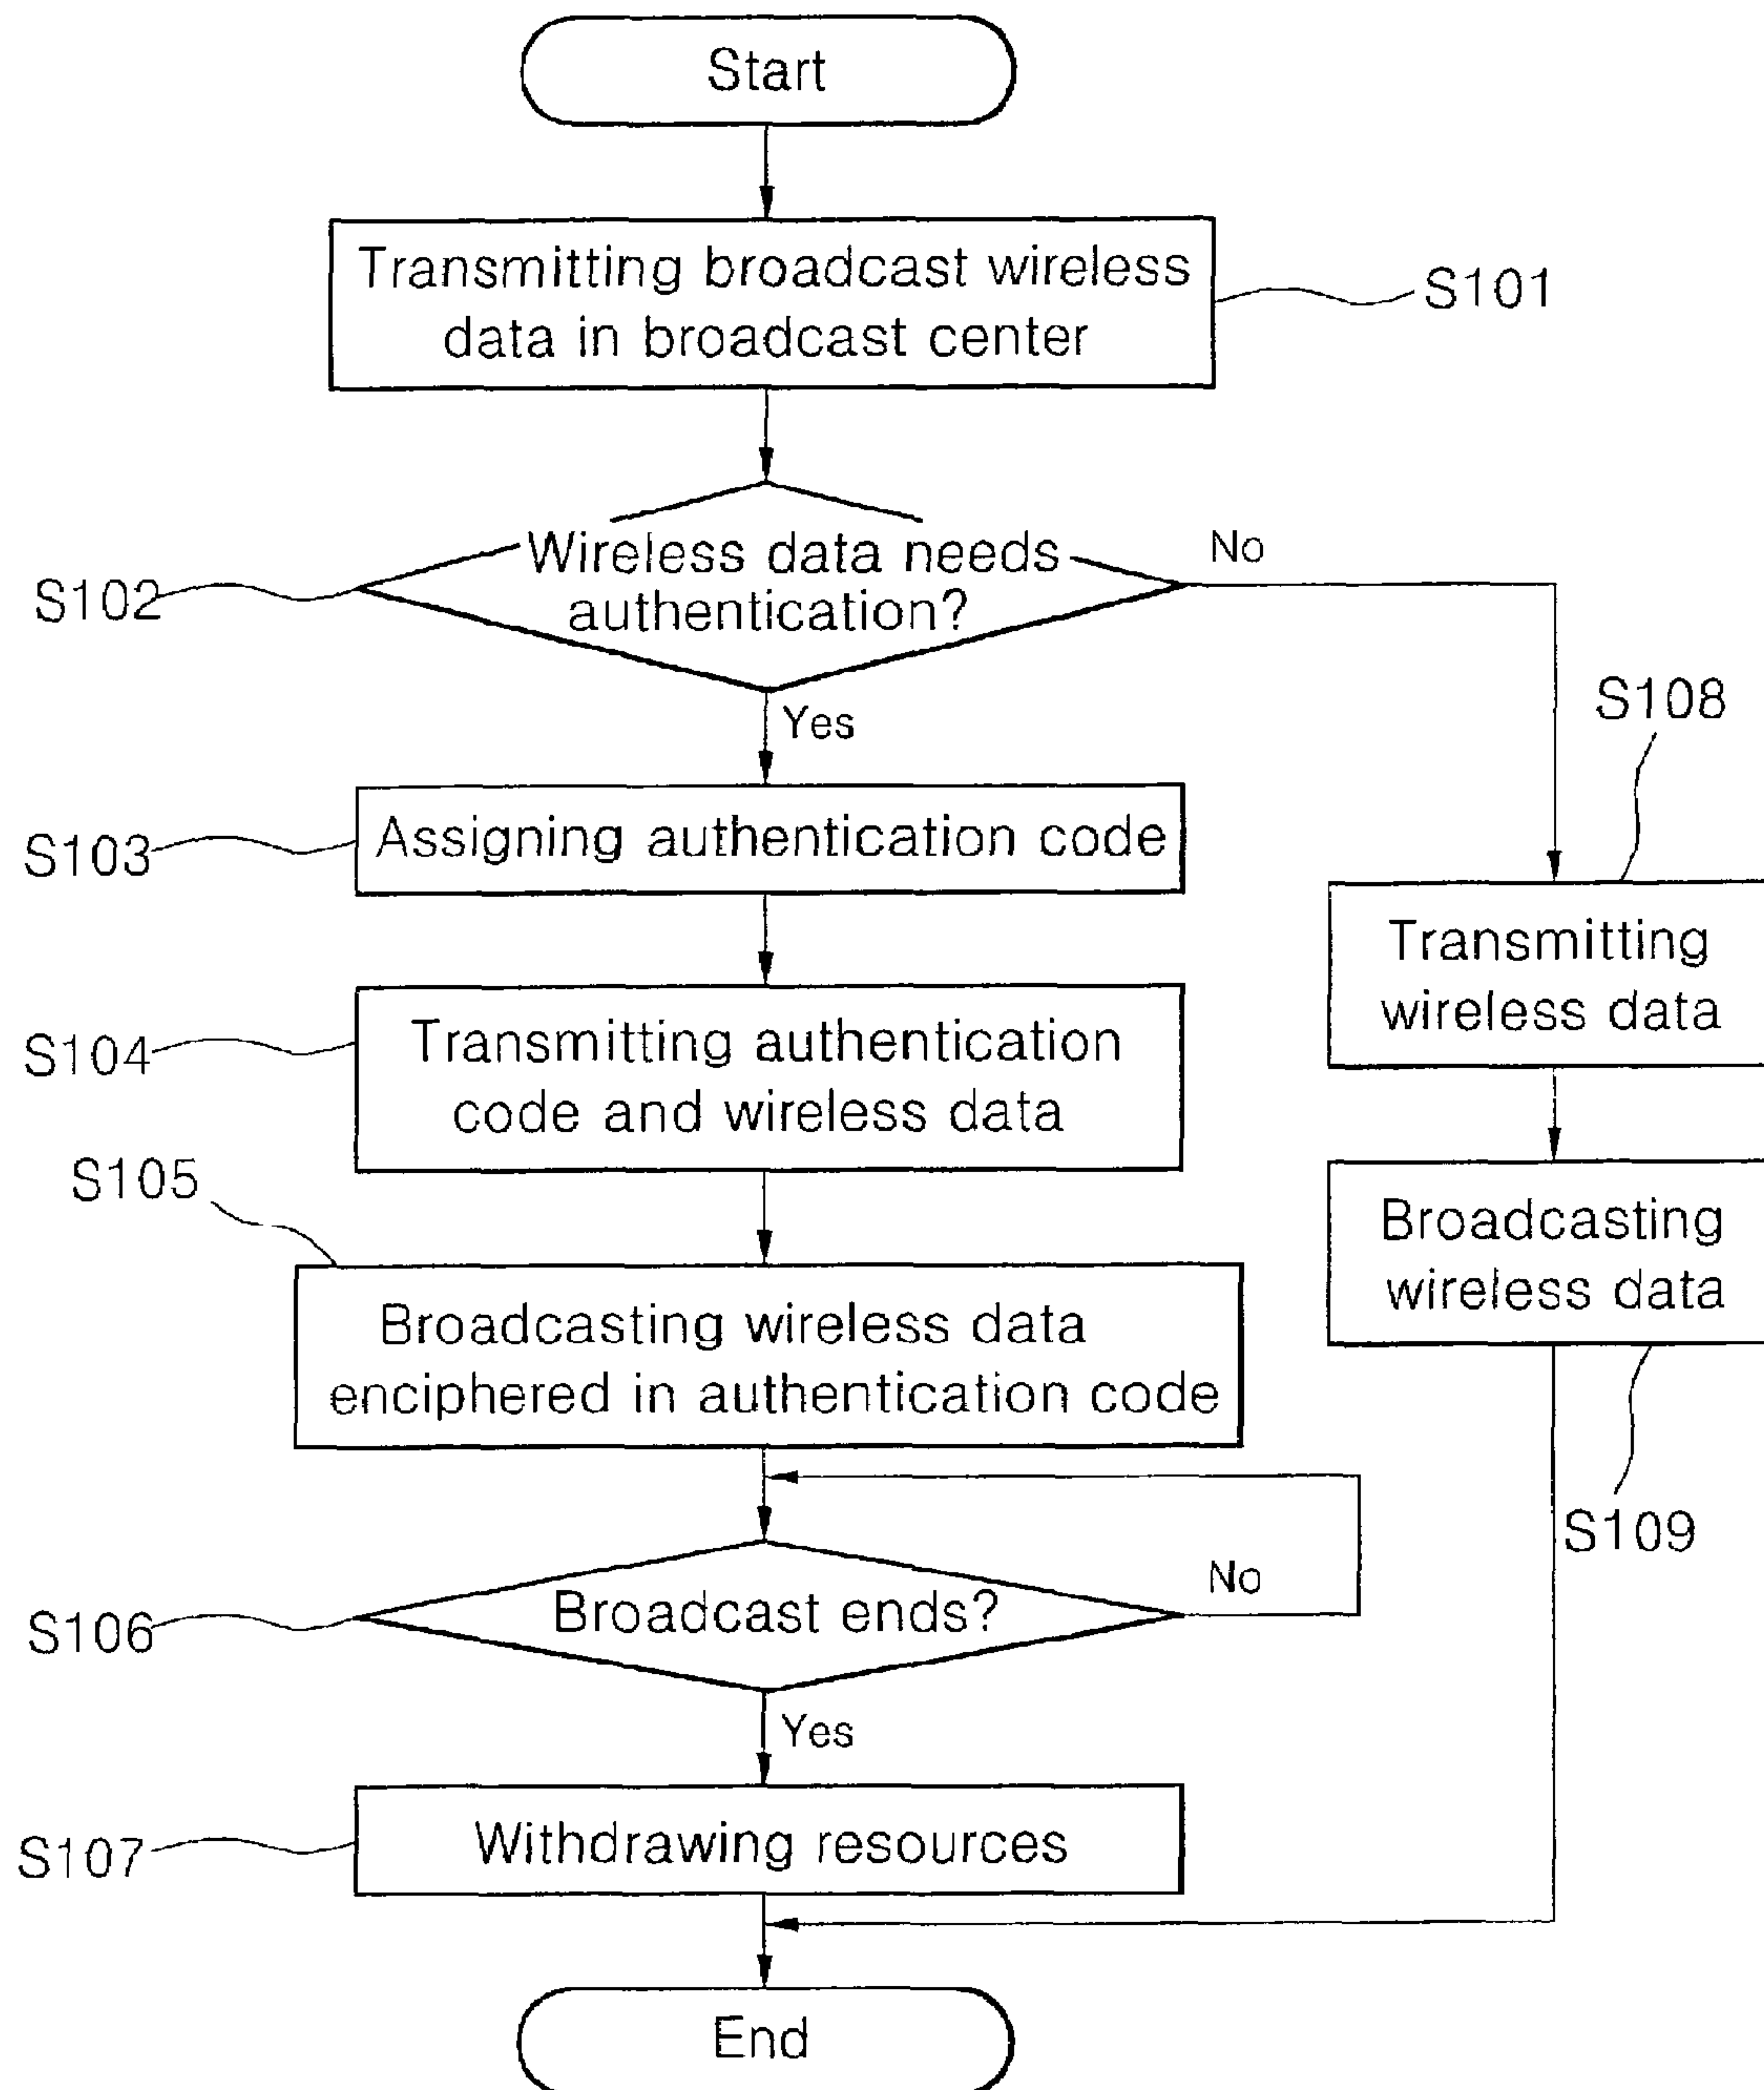 Start
Transmitting broadcast wireless
data in broadcast center
S101
Wireless data needs
authentication?
S102
No
Yes
S103
Assigning authentication code
S108
Transmitting
wireless data
S104
Transmitting authentication
code and wireless data
S105
Broadcasting wireless data
enciphered in authentication code
Broadcasting
wireless data
S109
S106
Broadcast ends?
No
Yes
S107
Withdrawing resources
End